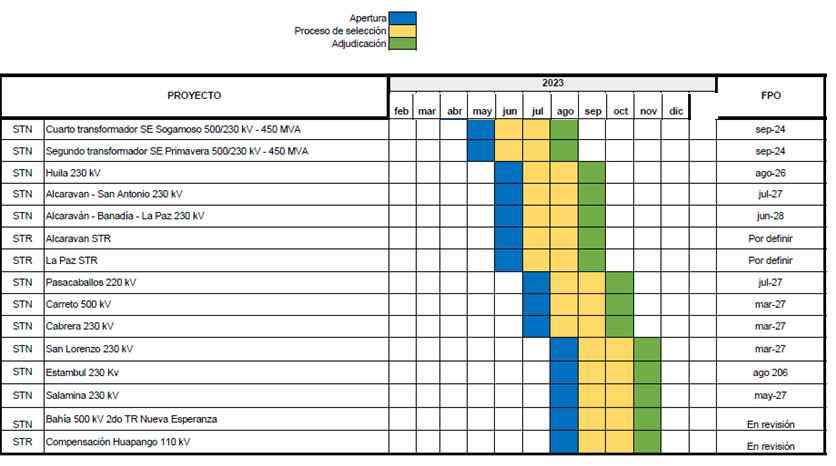 Apertura
Proceso de selección
Adjudicación
PROYECTO 2023 FPO
feb mar abr may jun jul ago sep oct nov dic
STN Cuarto transformador SE Sogamoso 500/230 kV - 450 MVA sep-24
STN Segundo transformador SE Primavera 500/230 kV - 450 MVA sep-24
STN Huila 230 kV ago-26
STN Alcaravan - San Antonio 230 kV jul-27
STN Alcaraván - Banadía - La Paz 230 kV jun-28
STR Alcaravan STR Por definir
STR La Paz STR Por definir
STN Pasacaballos 220 kV jul-27
STN Carreto 500 kV mar-27
STN Cabrera 230 kV mar-27
STN San Lorenzo 230 kV mar-27
STN Estambul 230 Kv ago 206
STN Salamina 230 kV may-27
STN Bahía 500 kV 2do TR Nueva Esperanza En revisión
STR Compensación Huapango 110 kV En revisión